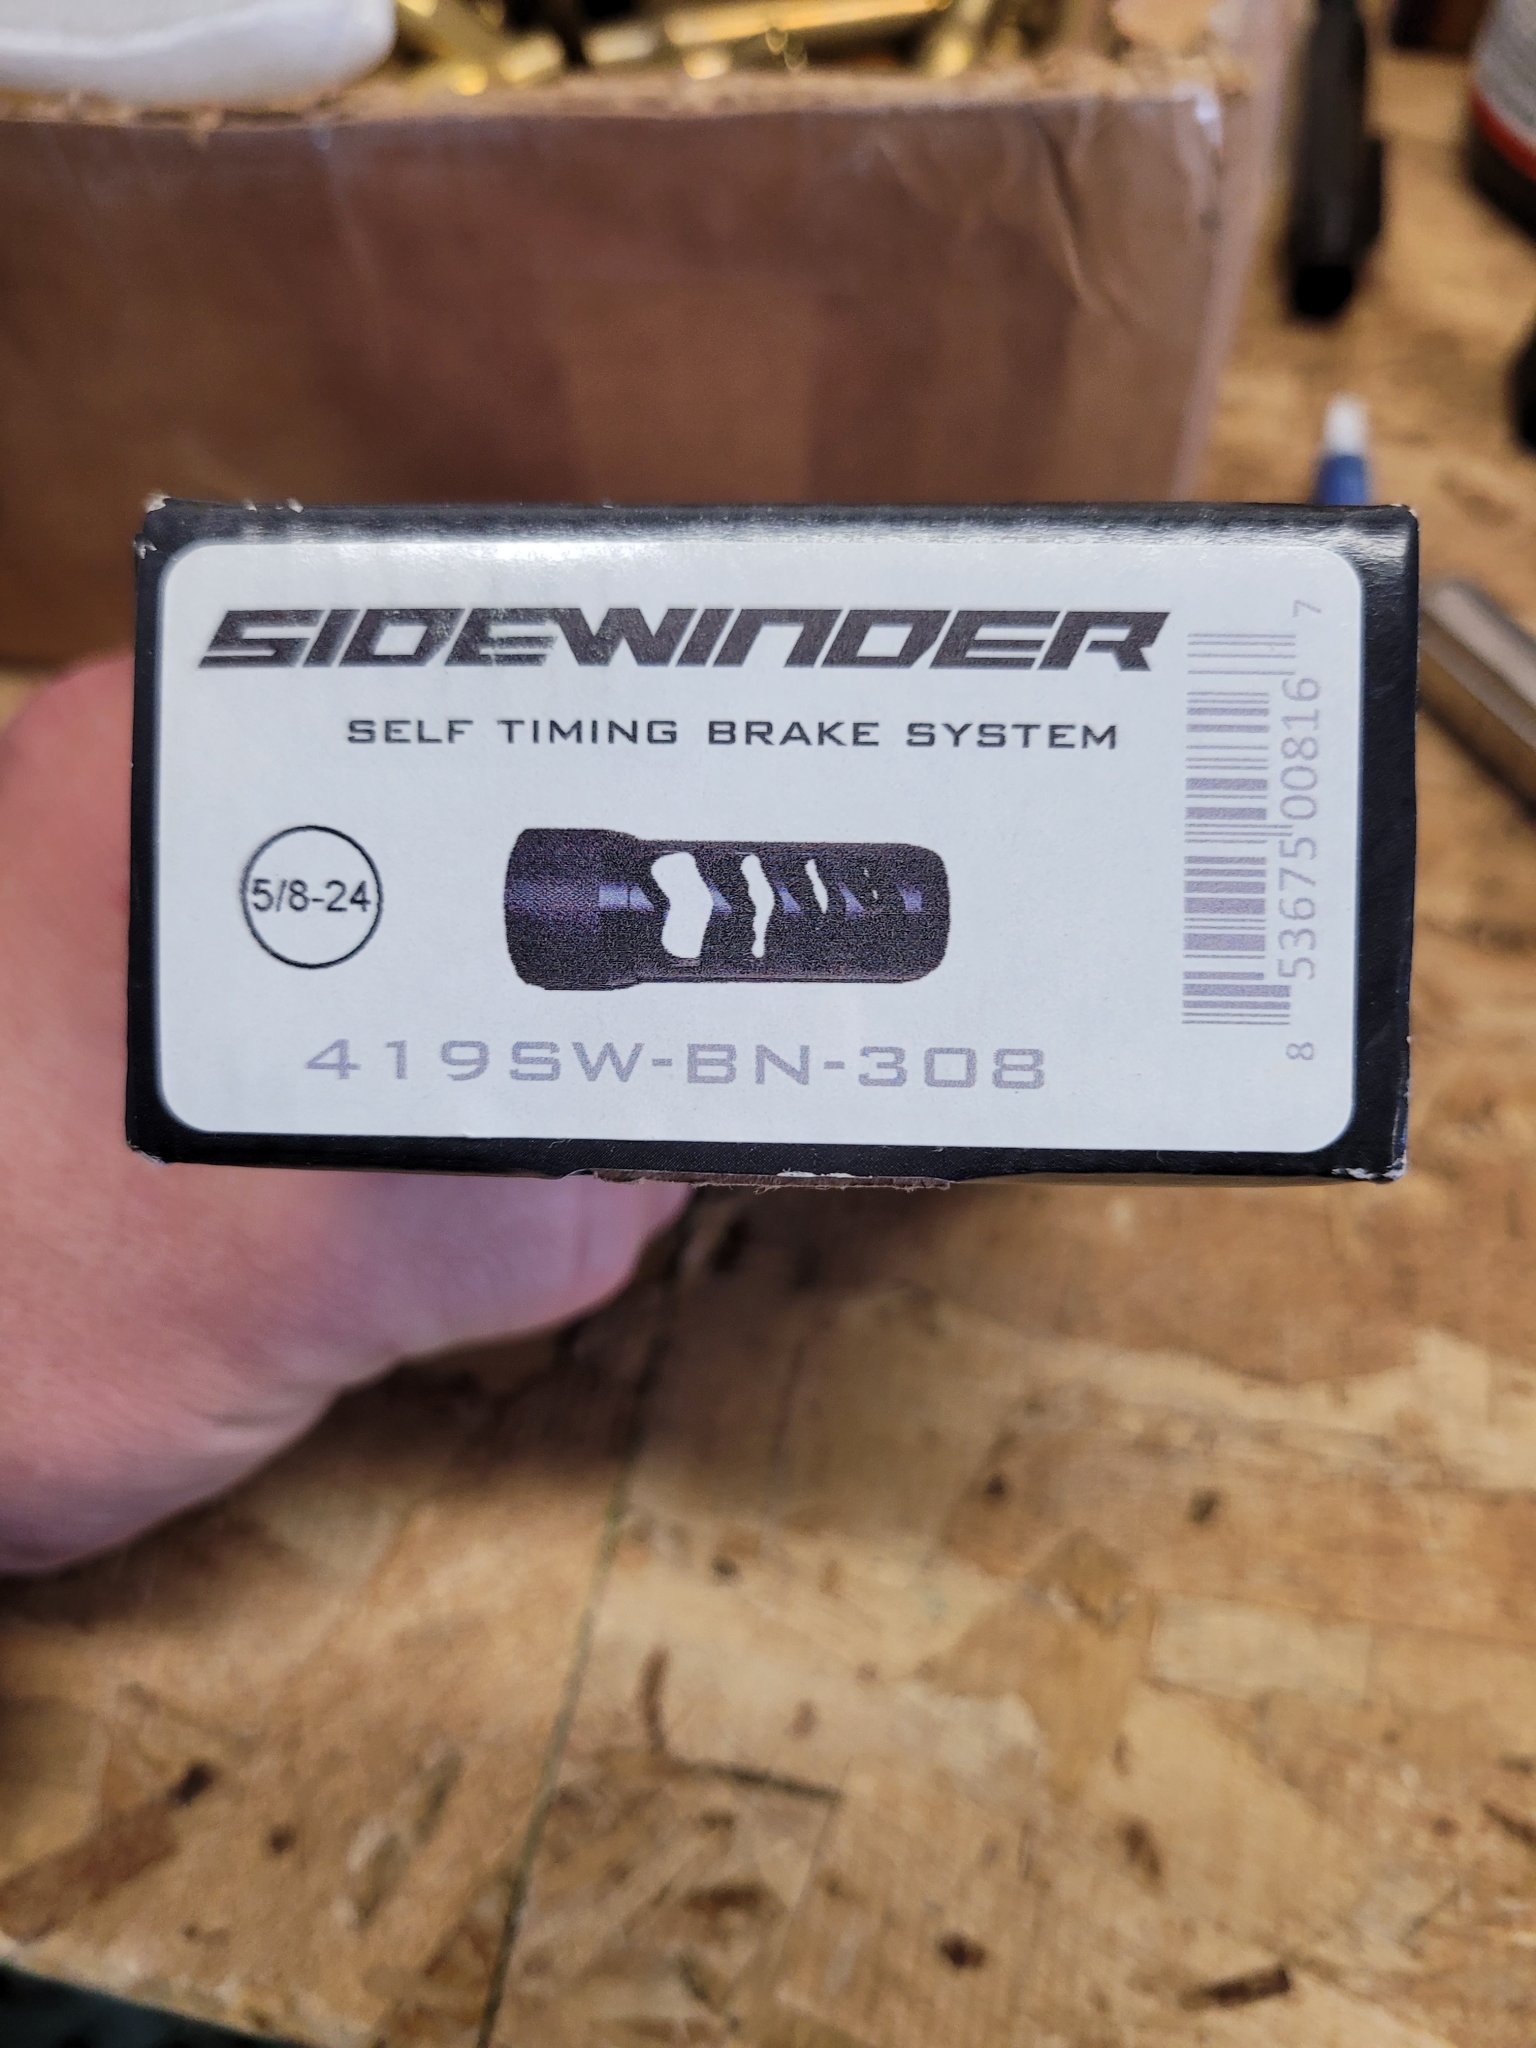 SIDEWINDER
SELF TIMING BRAKE SYSTEM
5/8-24
419SW-BN-308
8 53675 00816 7